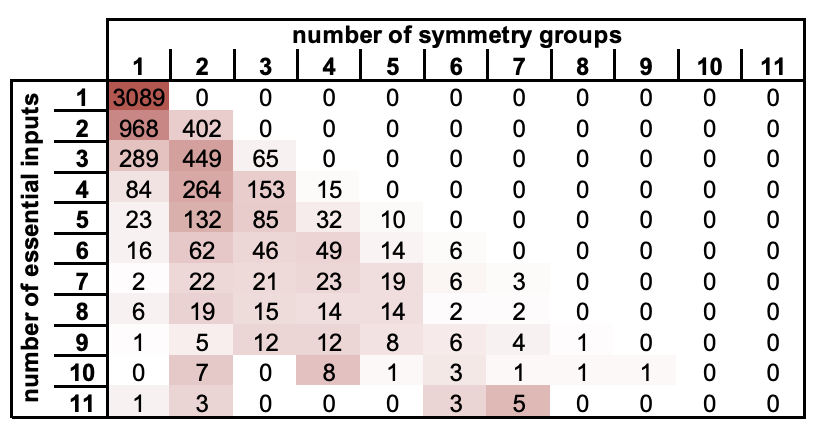 number of symmetry groups
1 2 3 4 5 6 7 8 9 10 11
number of essential inputs
1 3089 0 0 0 0 0 0 0 0 0 0
2 968 402 0 0 0 0 0 0 0 0 0
3 289 449 65 0 0 0 0 0 0 0 0
4 84 264 153 15 0 0 0 0 0 0 0
5 23 132 85 32 10 0 0 0 0 0 0
6 16 62 46 49 14 6 0 0 0 0 0
7 2 22 21 23 19 6 3 0 0 0 0
8 6 19 15 14 14 2 2 0 0 0 0
9 1 5 12 12 8 6 4 1 0 0 0
10 0 7 0 8 1 3 1 1 1 0 0
11 1 3 0 0 0 3 5 0 0 0 0